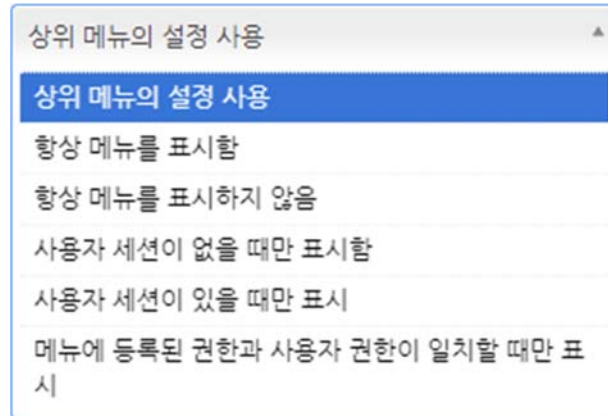 상위 메뉴의 설정 사용
상위 메뉴의 설정 사용
항상 메뉴를 표시함
항상 메뉴를 표시하지 않음
사용자 세션이 없을 때만 표시함
사용자 세션이 있을 때만 표시
메뉴에 등록된 권한과 사용자 권한이 일치할 때만 표
시